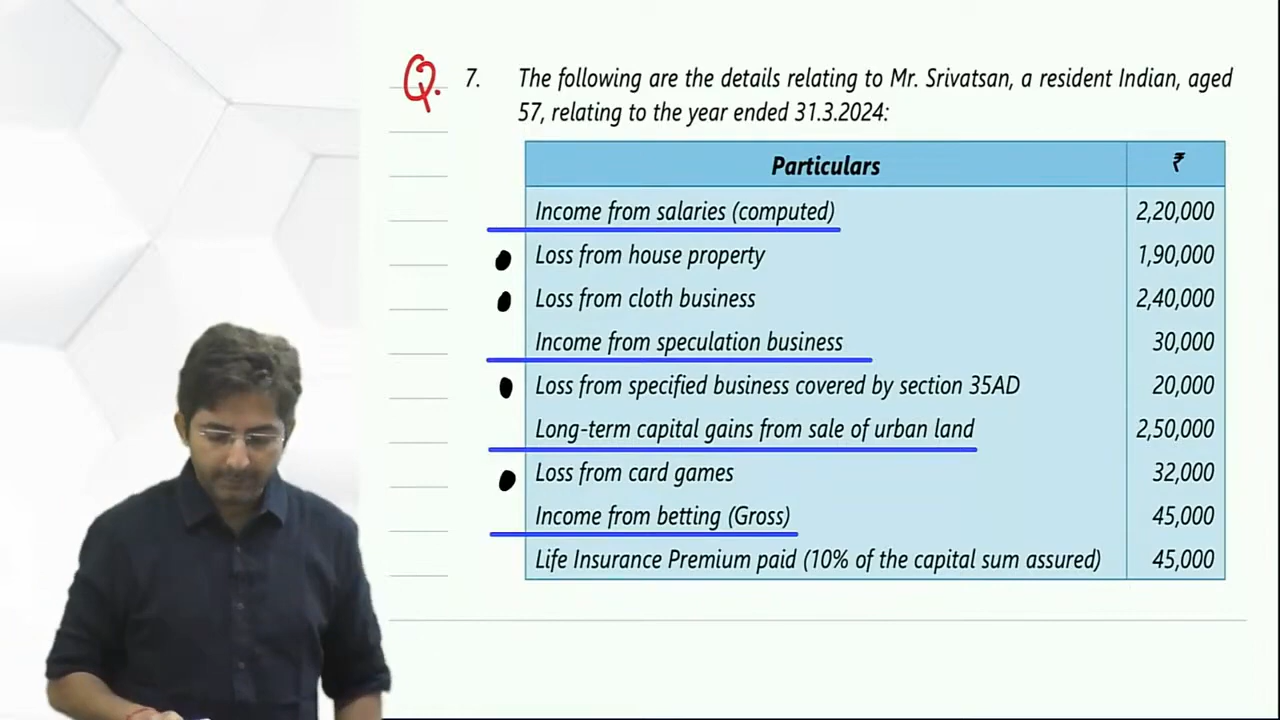 Q. 7. The following are the details relating to Mr. Srivatsan, a resident Indian, aged
57, relating to the year ended 31.3.2024:
Particulars ₹
Income from salaries (computed) 2,20,000
Loss from house property 1,90,000
Loss from cloth business 2,40,000
Income from speculation business 30,000
Loss from specified business covered by section 35AD 20,000
Long-term capital gains from sale of urban land 2,50,000
Loss from card games 32,000
Income from betting (Gross) 45,000
Life Insurance Premium paid (10% of the capital sum assured) 45,000